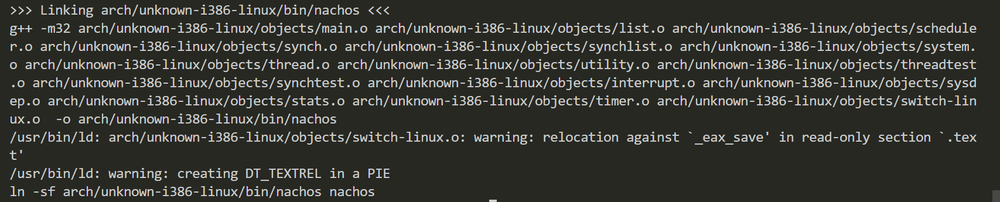 >>> Linking arch/unknown-i386-linux/bin/nachos <<<
g++ -m32 arch/unknown-i386-linux/objects/main.o arch/unknown-i386-linux/objects/list.o arch/unknown-i386-linux/objects/schedule
r.o arch/unknown-i386-linux/objects/synch.o arch/unknown-i386-linux/objects/synchlist.o arch/unknown-i386-linux/objects/system.
o arch/unknown-i386-linux/objects/thread.o arch/unknown-i386-linux/objects/utility.o arch/unknown-i386-linux/objects/threadtest
.o arch/unknown-i386-linux/objects/synchtest.o arch/unknown-i386-linux/objects/interrupt.o arch/unknown-i386-linux/objects/sysd
ep.o arch/unknown-i386-linux/objects/stats.o arch/unknown-i386-linux/objects/timer.o arch/unknown-i386-linux/objects/switch-lin
ux.o  -o arch/unknown-i386-linux/bin/nachos
/usr/bin/ld: arch/unknown-i386-linux/objects/switch-linux.o: warning: relocation against `_eax_save' in read-only section `.tex
t'
/usr/bin/ld: warning: creating DT_TEXTREL in a PIE
ln -sf arch/unknown-i386-linux/bin/nachos nachos